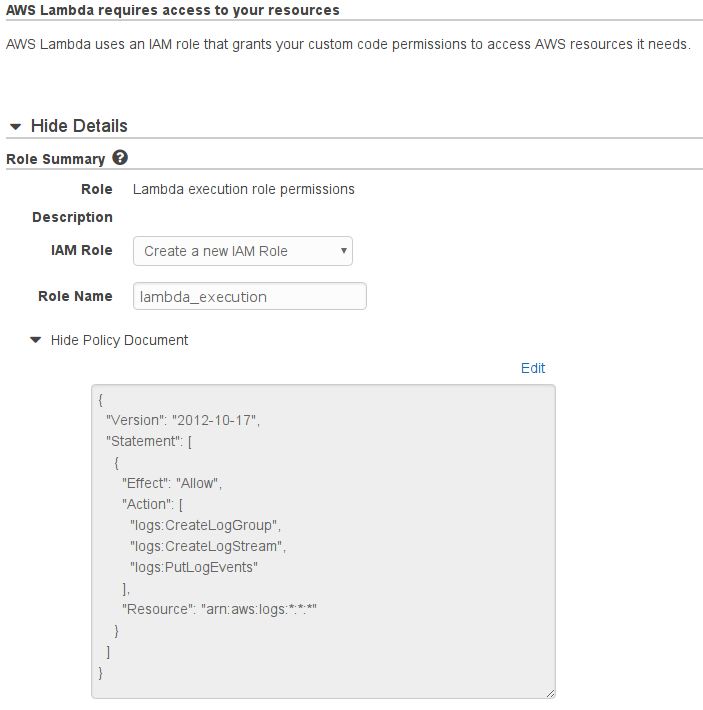 AWS Lambda requires access to your resources
AWS Lambda uses an IAM role that grants your custom code permissions to access AWS resources it needs.
Hide Details
Role Summary ?
Role Lambda execution role permissions
Description
IAM Role Create a new IAM Role
Role Name lambda_execution
Hide Policy Document
Edit
{
"Version": "2012-10-17",
"Statement": [
{
"Effect": "Allow",
"Action": [
"logs:CreateLogGroup",
"logs:CreateLogStream",
"logs:PutLogEvents"
],
"Resource": "arn:aws:logs:*:*:*"
}
]
}